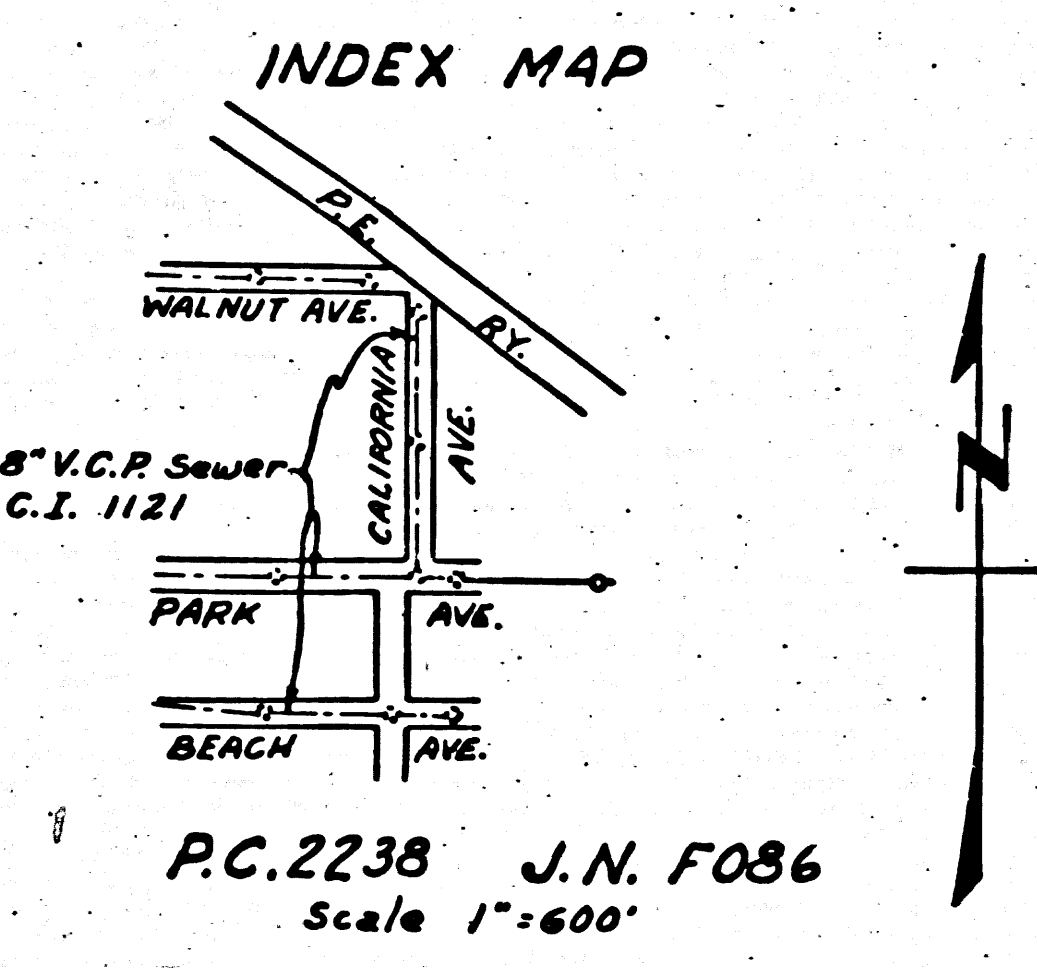 INDEX MAP
P. E. RY.
WALNUT AVE.
CALIFORNIA AVE.
8" V.C.P. Sewer
C.I. 1121
N
PARK AVE.
BEACH AVE.
P.C. 2238 J.N. F086
Scale 1" = 600'